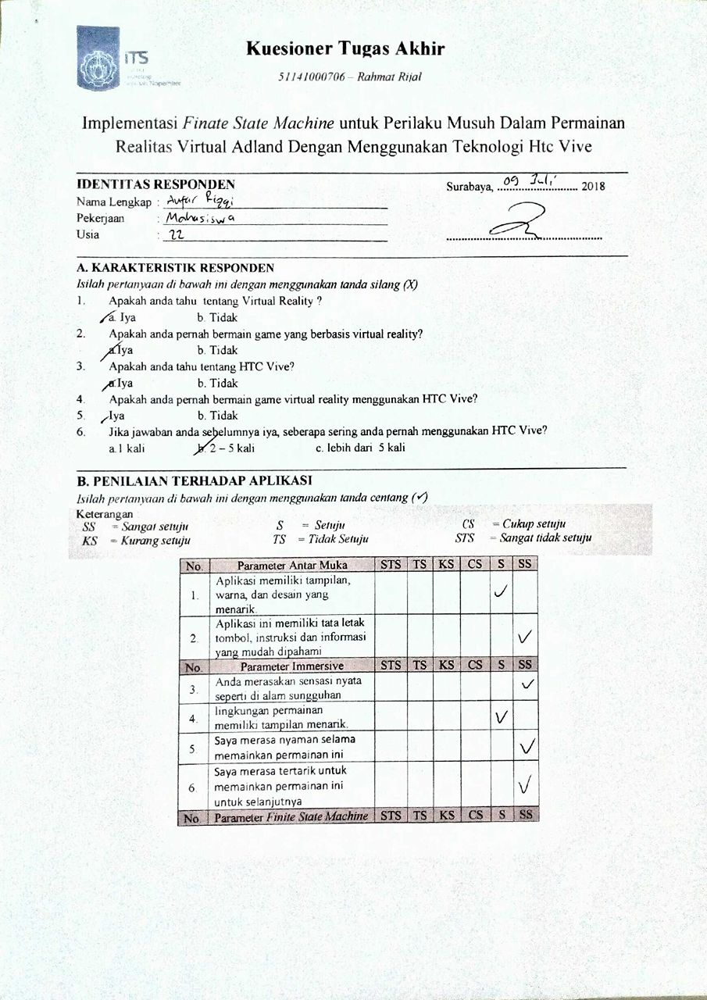 ITS
Nopember
Kuesioner Tugas Akhir
51141000706 – Rahmat Rijal
Implementasi Finate State Machine untuk Perilaku Musuh Dalam Permainan
Realitas Virtual Adland Dengan Menggunakan Teknologi Htc Vive
IDENTITAS RESPONDEN
Surabaya, 09 Juli 2018
Nama Lengkap :
Pekerjaan : Mahasiswa
Usia : 22
A. KARAKTERISTIK RESPONDEN
Isilah pertanyaan di bawah ini dengan menggunakan tanda silang (X)
1. Apakah anda tahu tentang Virtual Reality ?
a. Iya b. Tidak
2. Apakah anda pernah bermain game yang berbasis virtual reality?
a. Iya b. Tidak
3. Apakah anda tahu tentang HTC Vive?
a. Iya b. Tidak
4. Apakah anda pernah bermain game virtual reality menggunakan HTC Vive?
5. Iya b. Tidak
6. Jika jawaban anda sebelumnya iya, seberapa sering anda pernah menggunakan HTC Vive?
a.1 kali b. 2 – 5 kali c. lebih dari 5 kali
B. PENILAIAN TERHADAP APLIKASI
Isilah pertanyaan di bawah ini dengan menggunakan tanda centang (✓)
Keterangan
SS = Sangat setuju S = Setuju CS = Cukup setuju
KS = Kurang setuju TS = Tidak Setuju STS = Sangat tidak setuju
No. Parameter Antar Muka STS TS KS CS S SS
Aplikasi memiliki tampilan,
1. warna, dan desain yang ✓
menarik.
Aplikasi ini memiliki tata letak
2. tombol, instruksi dan informasi ✓
yang mudah dipahami
No. Parameter Immersive STS TS KS CS S SS
3. Anda merasakan sensasi nyata ✓
seperti di alam sungguhan
4. lingkungan permainan ✓
memiliki tampilan menarik.
5. Saya merasa nyaman selama ✓
memainkan permainan ini
Saya merasa tertarik untuk
6. memainkan permainan ini ✓
untuk selanjutnya
No. Parameter Finite State Machine STS TS KS CS S SS